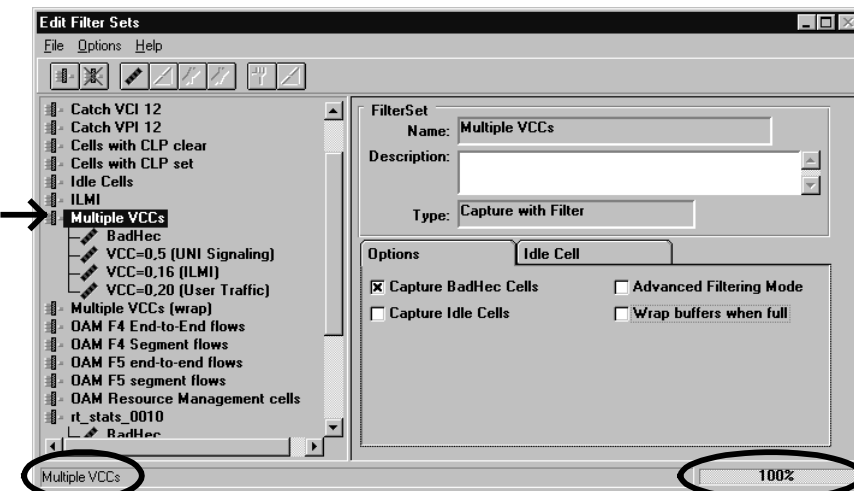 Edit Filter Sets
File Options Help
Catch VCI 12
Catch VPI 12
Cells with CLP clear
Cells with CLP set
Idle Cells
ILMI
Multiple VCCs
BadHec
VCC=0,5 (UNI Signaling)
VCC=0,16 (ILMI)
VCC=0,20 (User Traffic)
Multiple VCCs (wrap)
OAM F4 End-to-End flows
OAM F4 Segment flows
OAM F5 end-to-end flows
OAM F5 segment flows
OAM Resource Management cells
rt_stats_0010
BadHec
FilterSet
Name: Multiple VCCs
Description:
Type: Capture with Filter
Options Idle Cell
Capture BadHec Cells Advanced Filtering Mode
Capture Idle Cells Wrap buffers when full
Multiple VCCs 100%